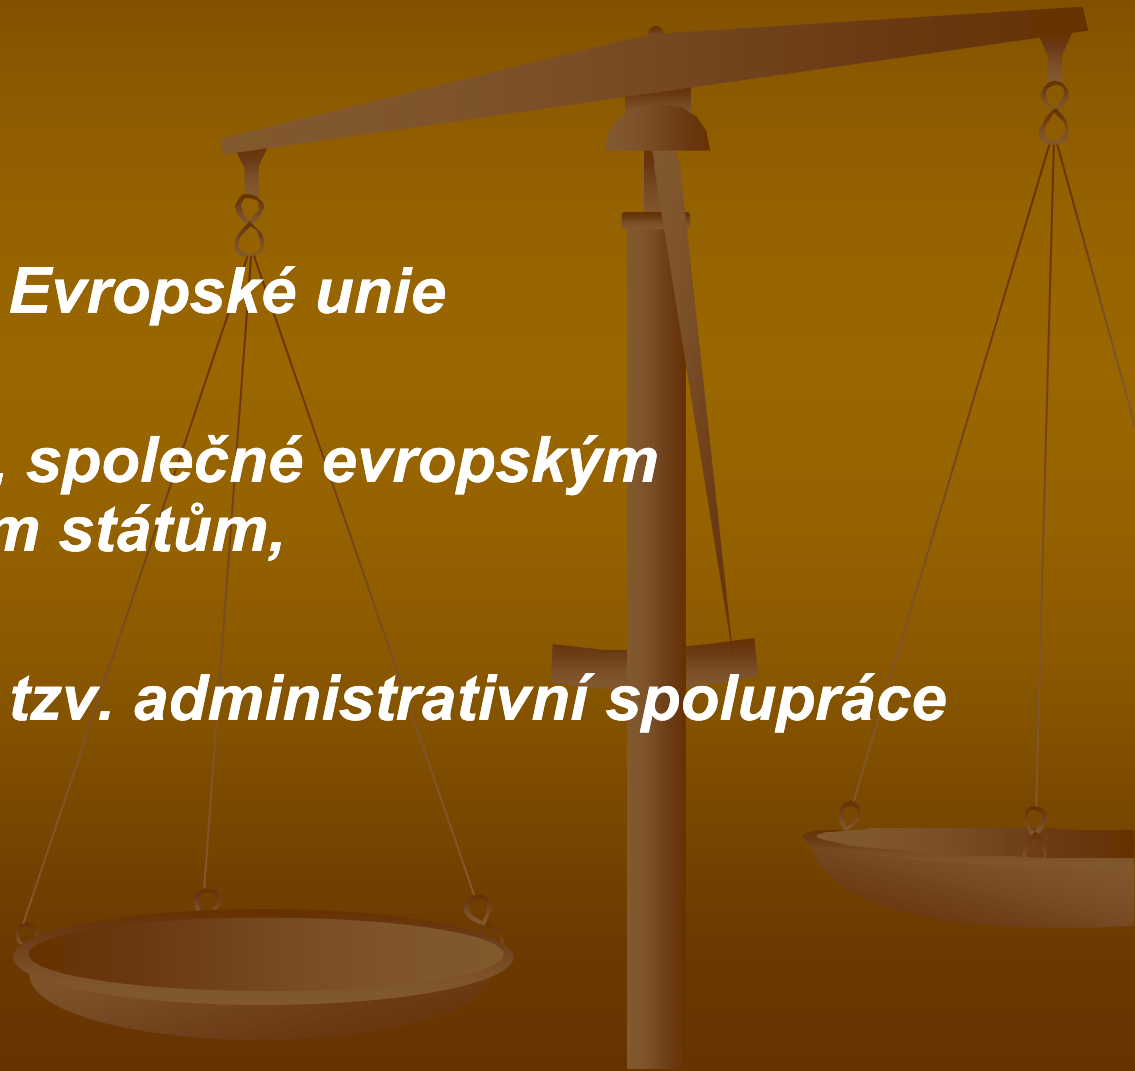 Evropské unie
, společné evropským
m státům,
tzv. administrativní spolupráce